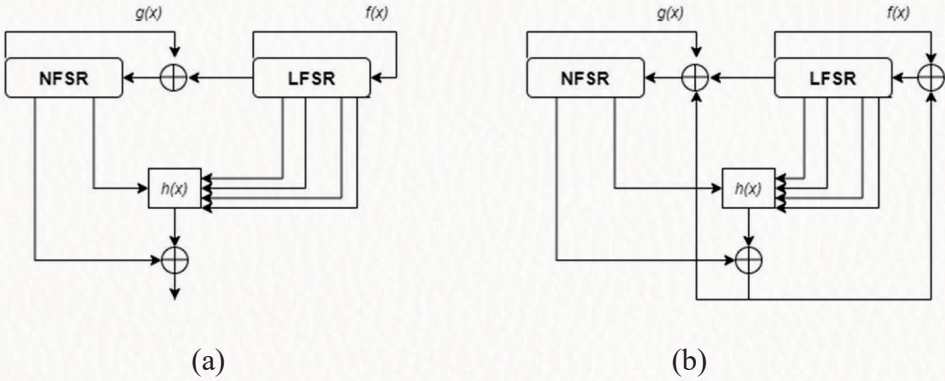 g(x) f(x) g(x) f(x)
NFSR LFSR NFSR LFSR
h(x) h(x)
(a) (b)